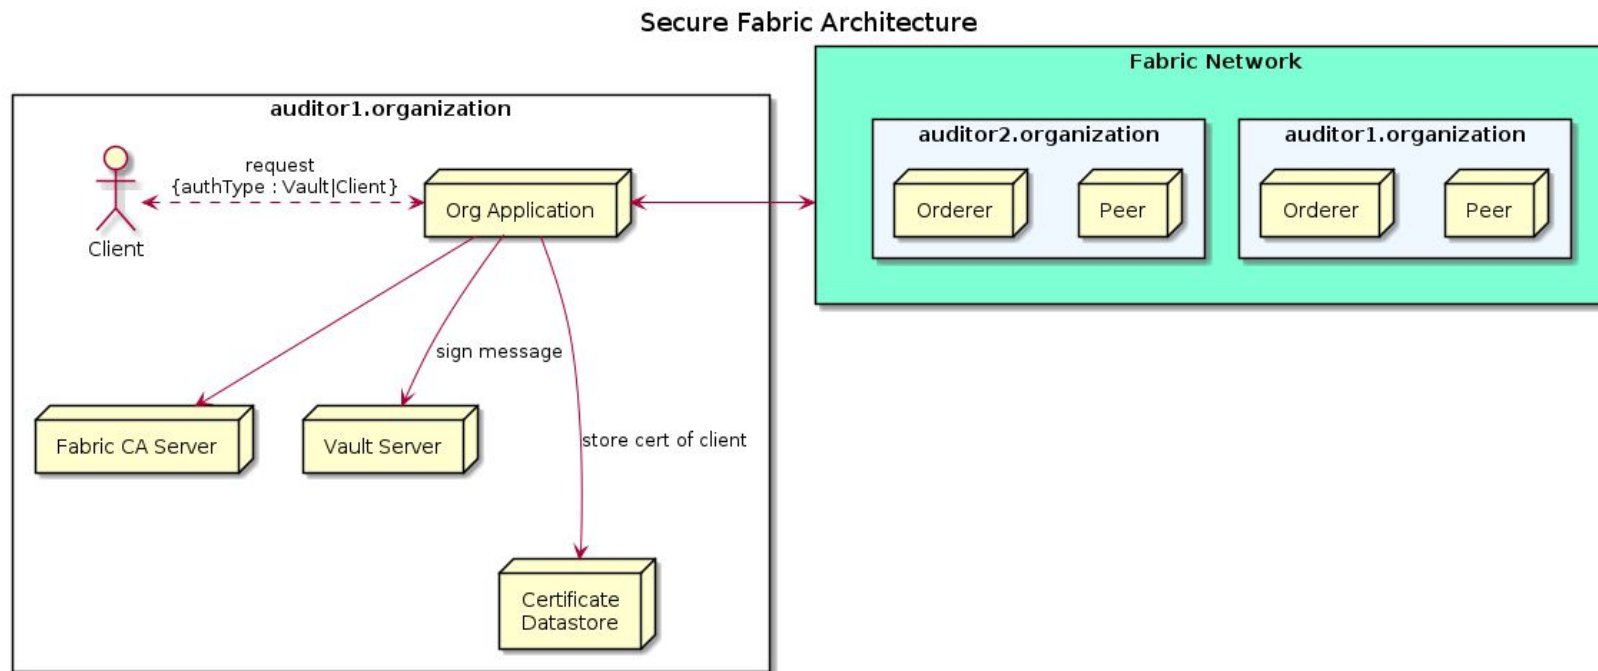 Secure Fabric Architecture
Fabric Network
auditor1.organization
auditor2.organization
auditor1.organization
request
{authType : Vault|Client}
Org Application
Orderer
Peer
Orderer
Peer
Client
sign message
store cert of client
Fabric CA Server
Vault Server
Certificate
Datastore